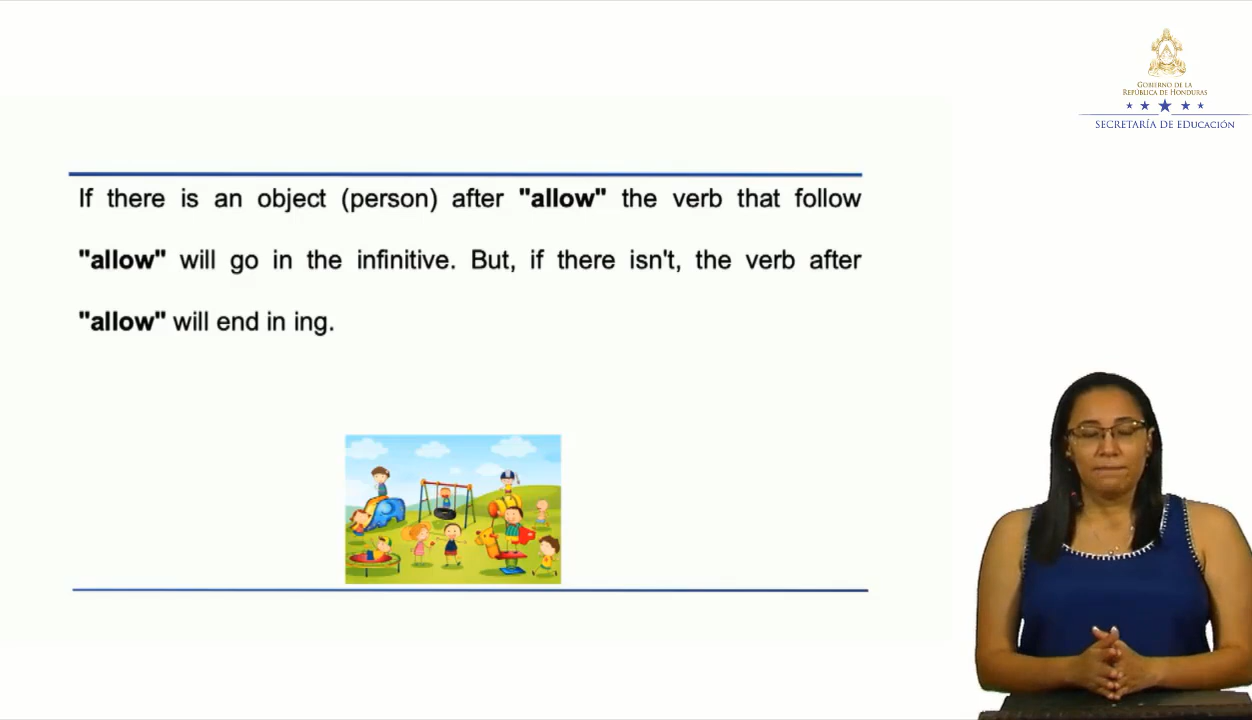 GOBIERNO DE LA
REPÚBLICA DE HONDURAS
SECRETARÍA DE EDUCACIÓN
If there is an object (person) after "allow" the verb that follow
"allow" will go in the infinitive. But, if there isn't, the verb after
"allow" will end in ing.